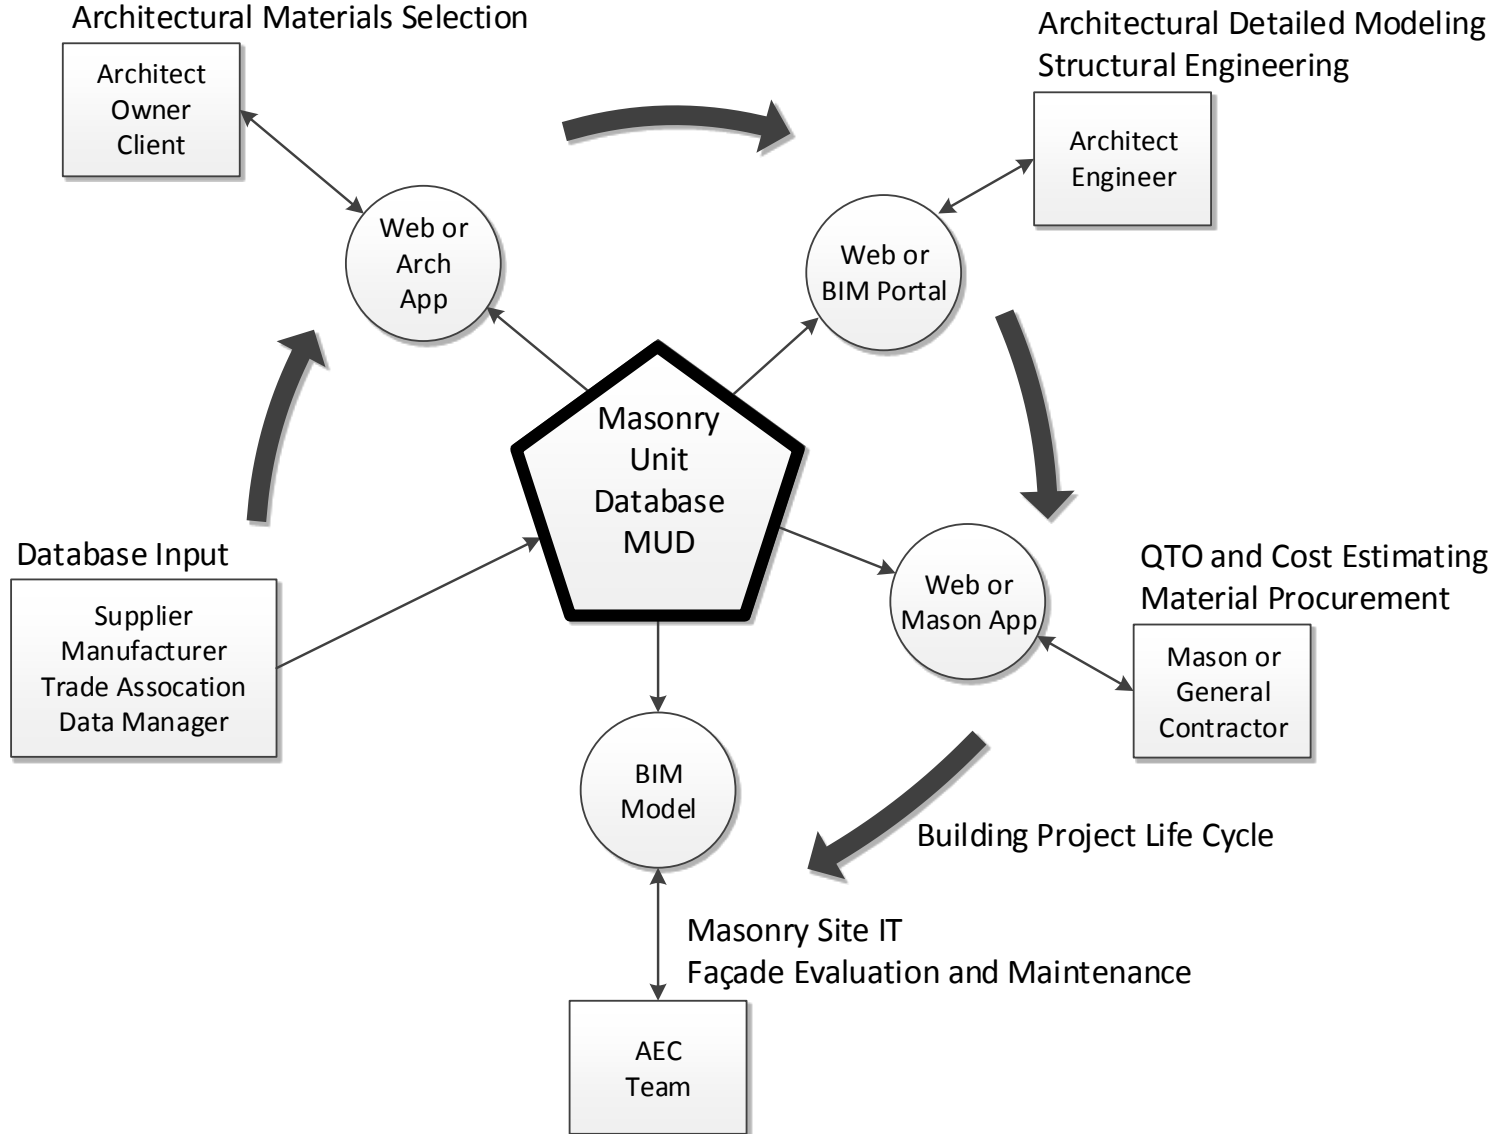 Architectural Materials Selection
Architect
Owner
Client
Architectural Detailed Modeling
Structural Engineering
Architect
Engineer
Web or
Arch
App
Web or
BIM Portal
Masonry
Unit
Database
MUD
Database Input
Supplier
Manufacturer
Trade Assocation
Data Manager
Web or
Mason App
QTO and Cost Estimating
Material Procurement
Mason or
General
Contractor
BIM
Model
Building Project Life Cycle
Masonry Site IT
Façade Evaluation and Maintenance
AEC
Team